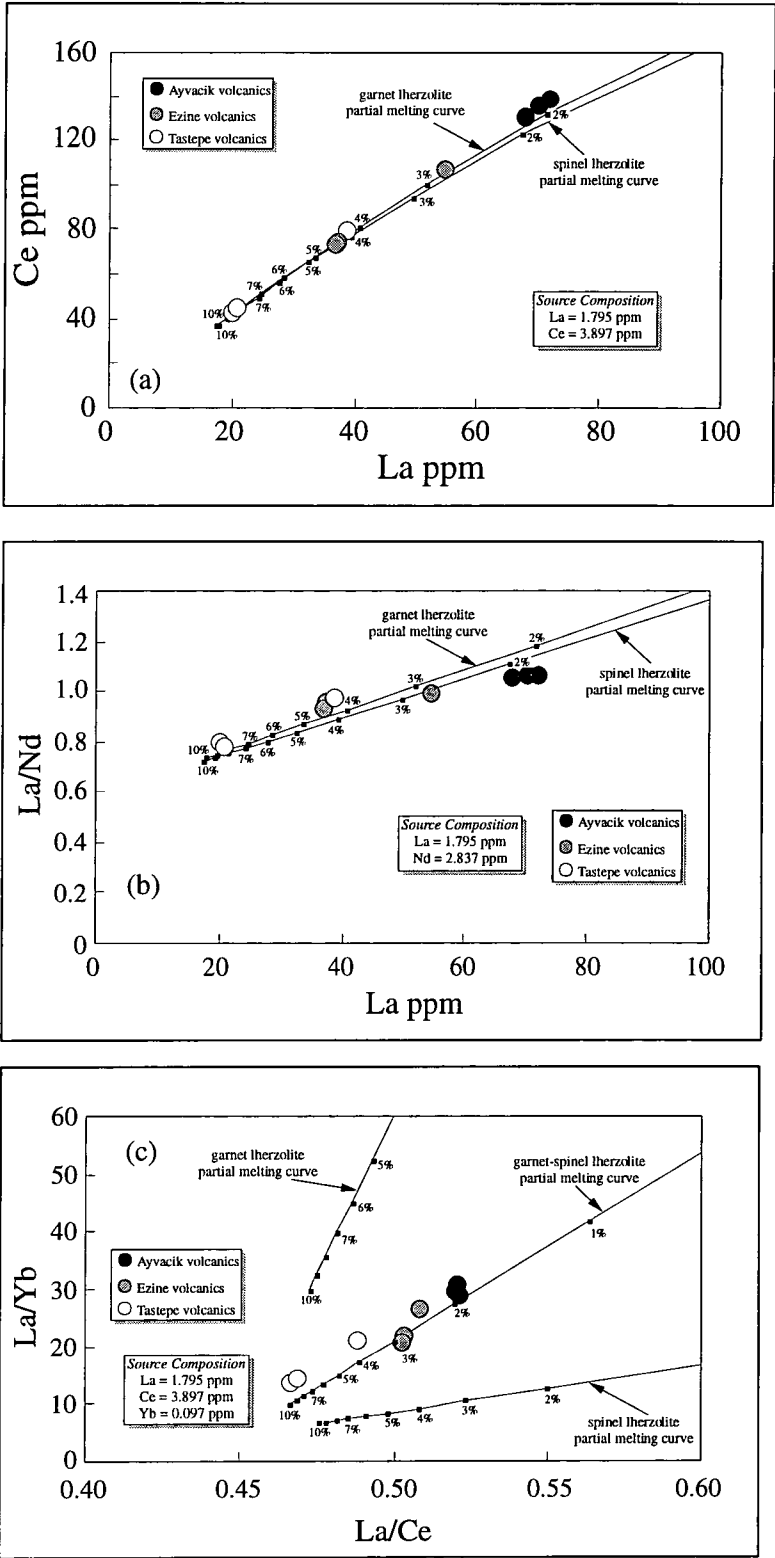 160
120
80
40
0
Ce ppm
Ayvacik volcanics
Ezine volcanics
Tastepe volcanics
garnet lherzolite
partial melting curve
spinel lherzolite
partial melting curve
2%
2%
3%
3%
4%
4%
5%
5%
6%
6%
7%
7%
10%
10%
Source Composition
La = 1.795 ppm
Ce = 3.897 ppm
(a)
0
20
40
60
80
100
La ppm
1.4
1.2
1.0
0.8
0.6
0.4
0.2
0
La/Nd
garnet lherzolite
partial melting curve
spinel lherzolite
partial melting curve
2%
2%
3%
3%
4%
4%
5%
5%
6%
6%
7%
7%
10%
10%
Source Composition
La = 1.795 ppm
Nd = 2.837 ppm
Ayvacik volcanics
Ezine volcanics
Tastepe volcanics
(b)
0
20
40
60
80
100
La ppm
60
50
40
30
20
10
0
La/Yb
(c)
garnet lherzolite
partial melting curve
5%
6%
7%
10%
garnet-spinel lherzolite
partial melting curve
1%
2%
3%
4%
5%
7%
10%
Ayvacik volcanics
Ezine volcanics
Tastepe volcanics
Source Composition
La = 1.795 ppm
Ce = 3.897 ppm
Yb = 0.097 ppm
10%
7%
5%
4%
3%
2%
spinel lherzolite
partial melting curve
0.40
0.45
0.50
0.55
0.60
La/Ce